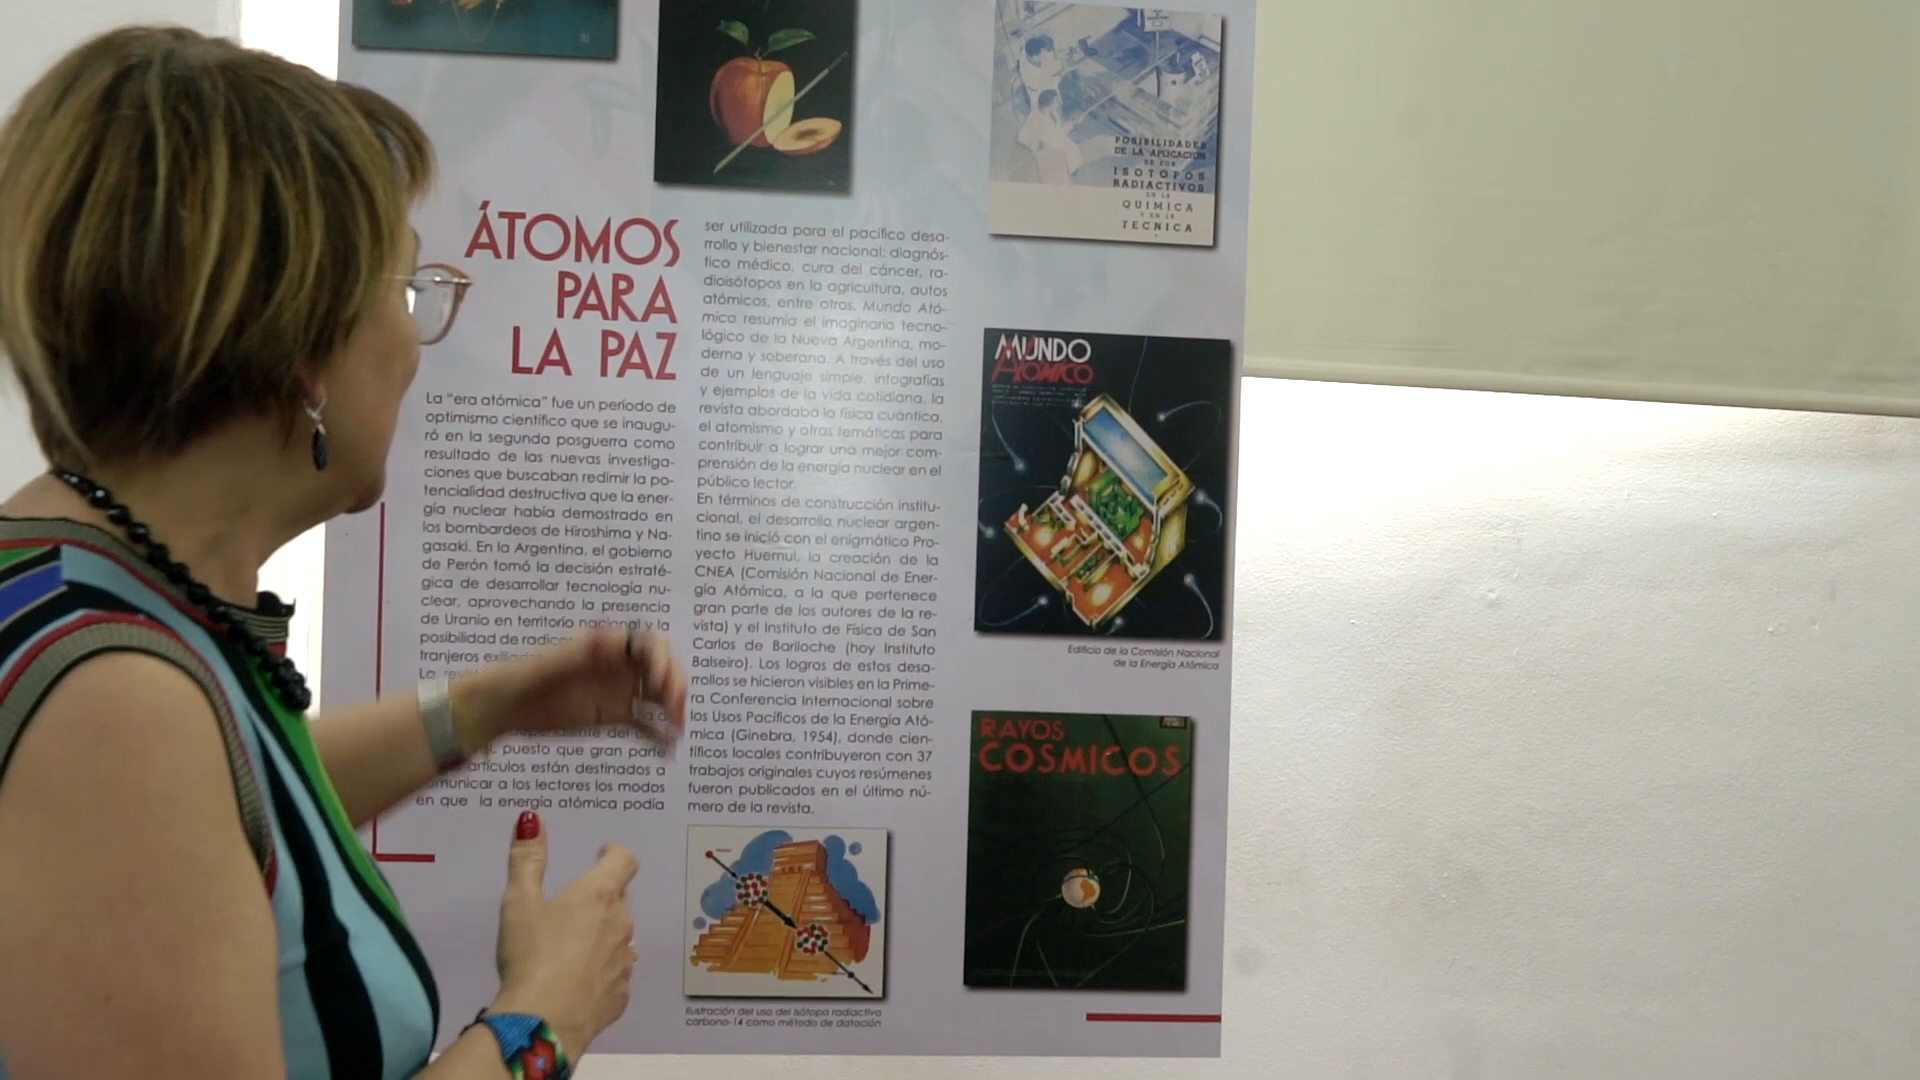 ÁTOMOS
PARA
LA PAZ
La "era atómica" fue un período de
optimismo científico que se inaugu-
ró en la segunda posguerra como
resultado de las nuevas investiga-
ciones que buscaban redimir la po-
tencialidad destructiva que la ener-
gía nuclear había demostrado en
los bombardeos de Hiroshima y Na-
gasaki. En la Argentina, el gobierno
de Perón tomó la decisión estraté-
gica de desarrollar tecnología nu-
clear, aprovechando la presencia
de Uranio en territorio nacional y la
posibilidad de radicar
tranjeros
La
puesto que gran parte
artículos están destinados a
comunicar a los lectores los modos
en que la energía atómica podía
ser utilizada para el pacífico desa-
rrollo y bienestar nacional: diagnós-
tico médico, cura del cáncer, ra-
dioisótopos en la agricultura, autos
atómicos, entre otros. Mundo Ató-
mico resumía el imaginario tecno-
lógico de la Nueva Argentina, mo-
derna y soberana. A través del uso
de un lenguaje simple, infografías
y ejemplos de la vida cotidiana, la
revista abordaba la física cuántica,
el atomismo y otras temáticas para
contribuir a lograr una mejor com-
prensión de la energía nuclear en el
público lector.
En términos de construcción institu-
cional, el desarrollo nuclear argen-
tino se inició con el enigmático Pro-
yecto Huemul, la creación de la
CNEA (Comisión Nacional de Ener-
gía Atómica, a la que pertenece
gran parte de los autores de la re-
vista) y el Instituto de Física de San
Carlos de Bariloche (hoy Instituto
Balseiro). Los logros de estos desa-
rrollos se hicieron visibles en la Prime-
ra Conferencia Internacional sobre
los Usos Pacíficos de la Energía Ató-
mica (Ginebra, 1954), donde cien-
tíficos locales contribuyeron con 37
trabajos originales cuyos resúmenes
fueron publicados en el último nú-
mero de la revista.
Ilustración del uso del isótopo radiactivo
carbono-14 como método de datación
POSIBILIDADES
DE LA APLICACION
DE LOS
ISOTOPOS
RADIACTIVOS
EN LA
QUIMICA
Y EN LA
TECNICA
MUNDO
ATOMICO
Edificio de la Comisión Nacional
de la Energía Atómica
RAYOS
COSMICOS